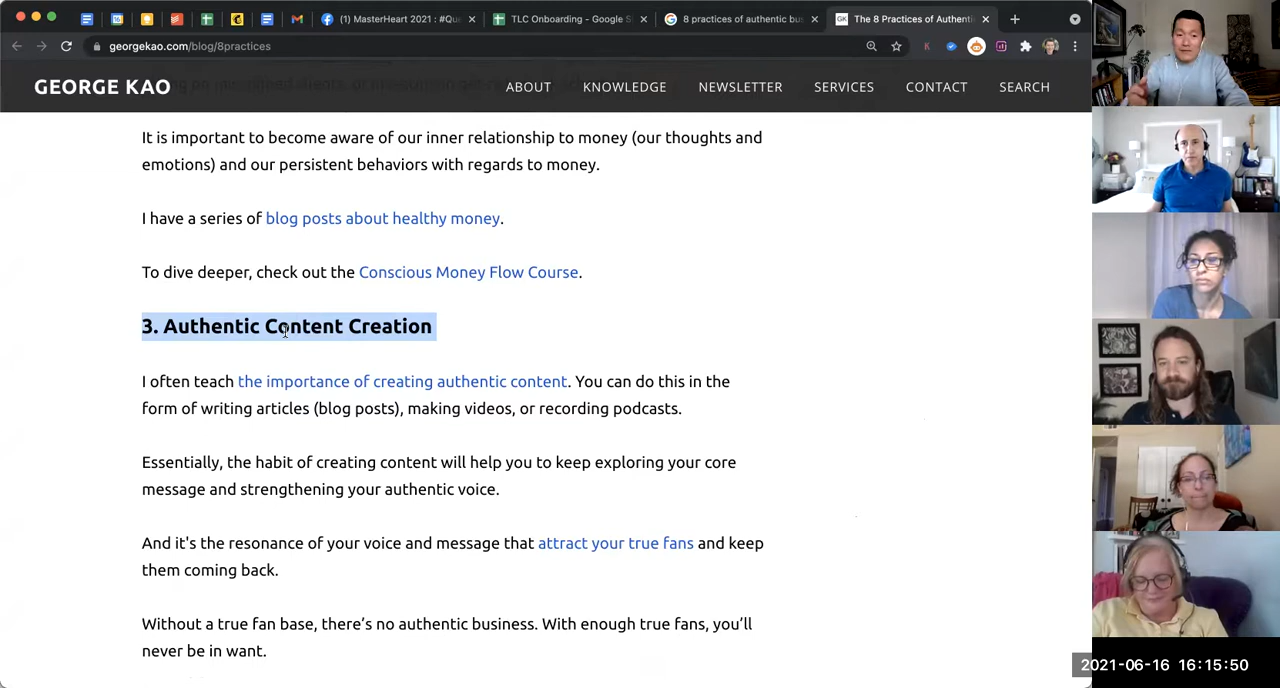 (1) MasterHeart 2021 : #Qu
TLC Onboarding - Google S
8 practices of authentic bu
GK The 8 Practices of Authenti
georgekao.com/blog/8practices
GEORGE KAO
ABOUT KNOWLEDGE NEWSLETTER SERVICES CONTACT SEARCH
It is important to become aware of our inner relationship to money (our thoughts and
emotions) and our persistent behaviors with regards to money.
I have a series of blog posts about healthy money.
To dive deeper, check out the Conscious Money Flow Course.
3. Authentic Content Creation
I often teach the importance of creating authentic content. You can do this in the
form of writing articles (blog posts), making videos, or recording podcasts.
Essentially, the habit of creating content will help you to keep exploring your core
message and strengthening your authentic voice.
And it's the resonance of your voice and message that attract your true fans and keep
them coming back.
Without a true fan base, there's no authentic business. With enough true fans, you'll
never be in want.
2021-06-16 16:15:50